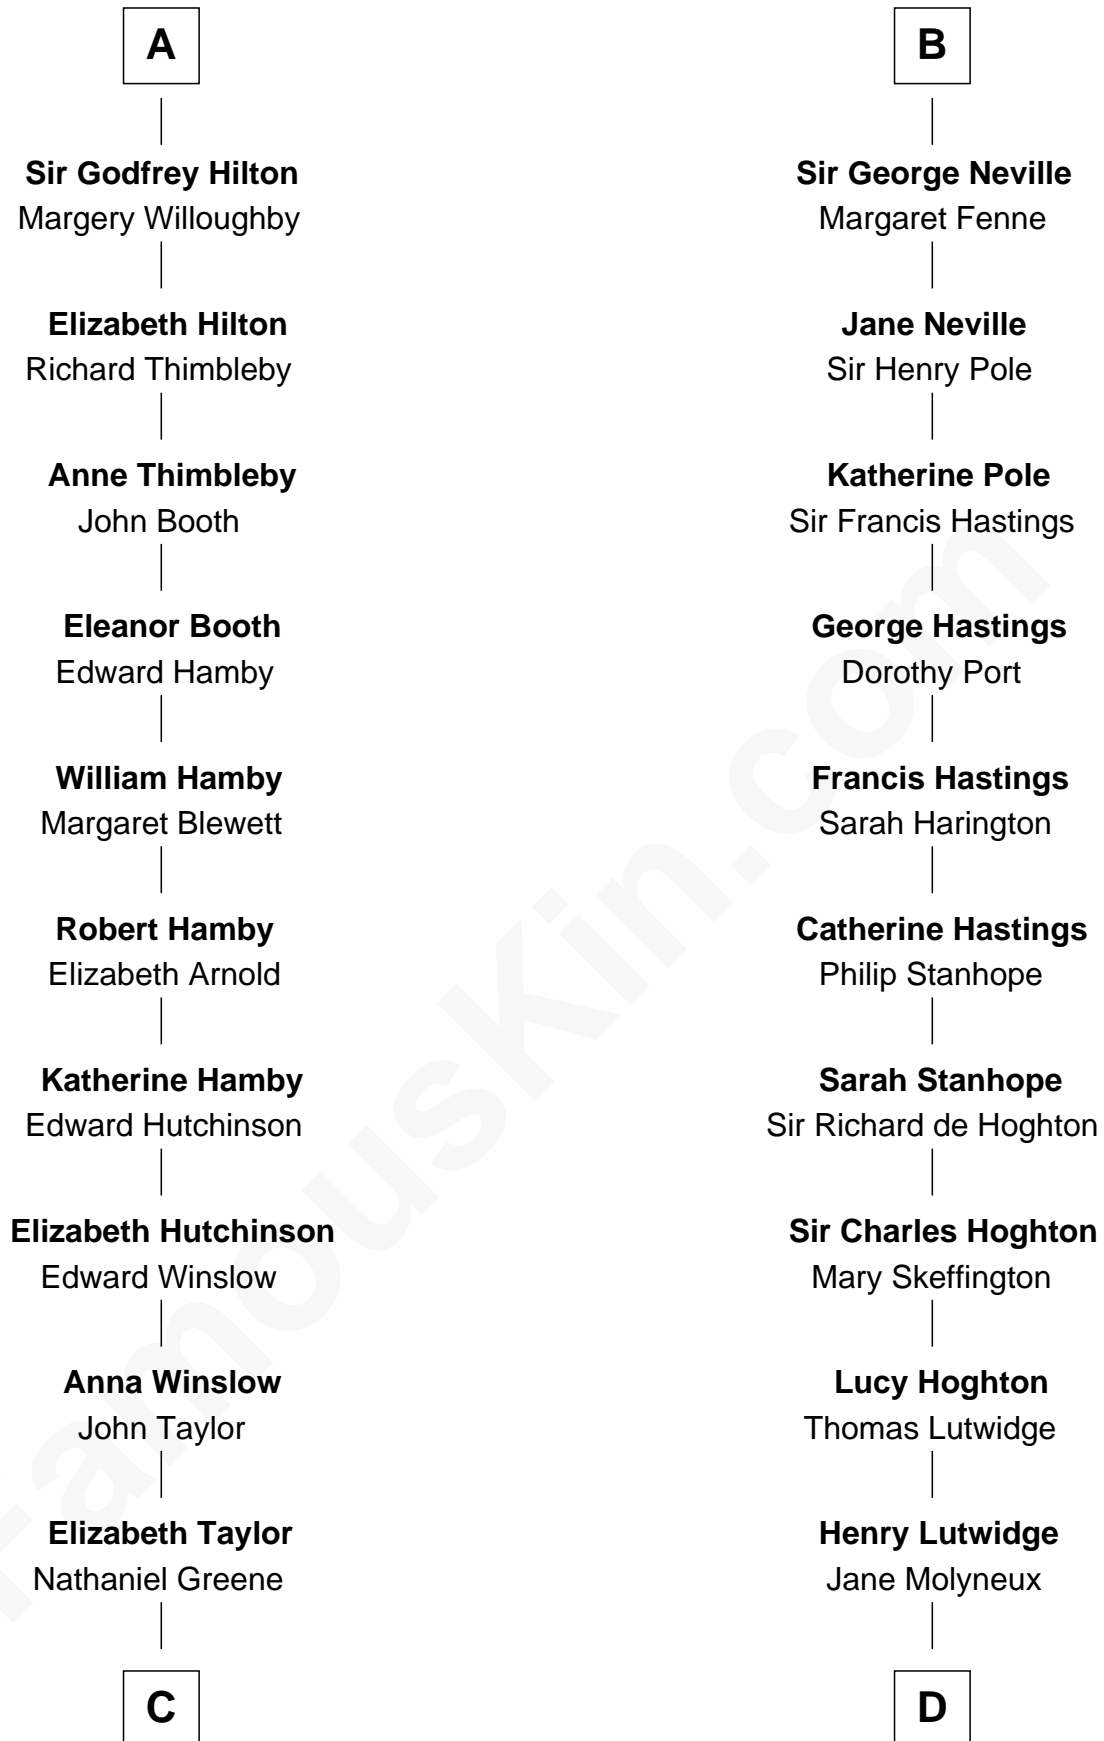 A
Sir Godfrey Hilton
Margery Willoughby
Elizabeth Hilton
Richard Thimbleby
Anne Thimbleby
John Booth
Eleanor Booth
Edward Hamby
William Hamby
Margaret Blewett
Robert Hamby
Elizabeth Arnold
Katherine Hamby
Edward Hutchinson
Elizabeth Hutchinson
Edward Winslow
Anna Winslow
John Taylor
Elizabeth Taylor
Nathaniel Greene
C
B
Sir George Neville
Margaret Fenne
Jane Neville
Sir Henry Pole
Katherine Pole
Sir Francis Hastings
George Hastings
Dorothy Port
Francis Hastings
Sarah Harington
Catherine Hastings
Philip Stanhope
Sarah Stanhope
Sir Richard de Hoghton
Sir Charles Hoghton
Mary Skeffington
Lucy Hoghton
Thomas Lutwidge
Henry Lutwidge
Jane Molyneux
D
FamousKin.com